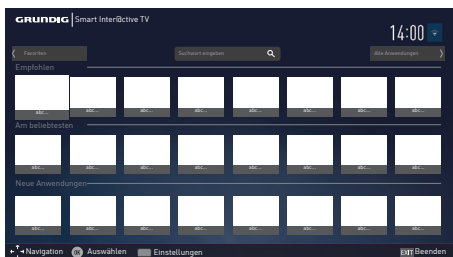 GRUNDIG Smart Inter@ctive TV
14:00
Favoriten Suchwort eingeben Alle Anwendungen
Empfohlen
abc... abc... abc... abc... abc... abc... abc... abc...
Am beliebtesten
abc... abc... abc... abc... abc... abc... abc... abc...
Neue Anwendungen
abc... abc... abc... abc... abc... abc... abc... abc...
Navigation OK Auswählen Einstellungen EXIT Beenden